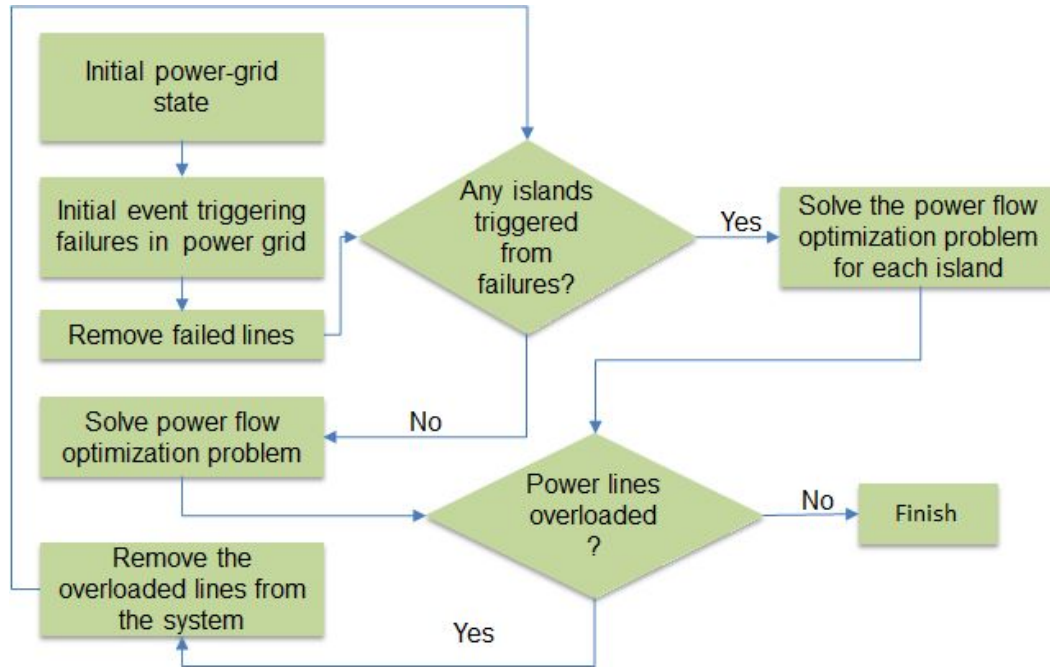 Initial power-grid
state
Initial event triggering
failures in power grid
Remove failed lines
Any islands
triggered
from
failures?
Yes
Solve the power flow
optimization problem
for each island
No
Solve power flow
optimization problem
Power lines
overloaded
?
No
Finish
Remove the
overloaded lines from
the system
Yes